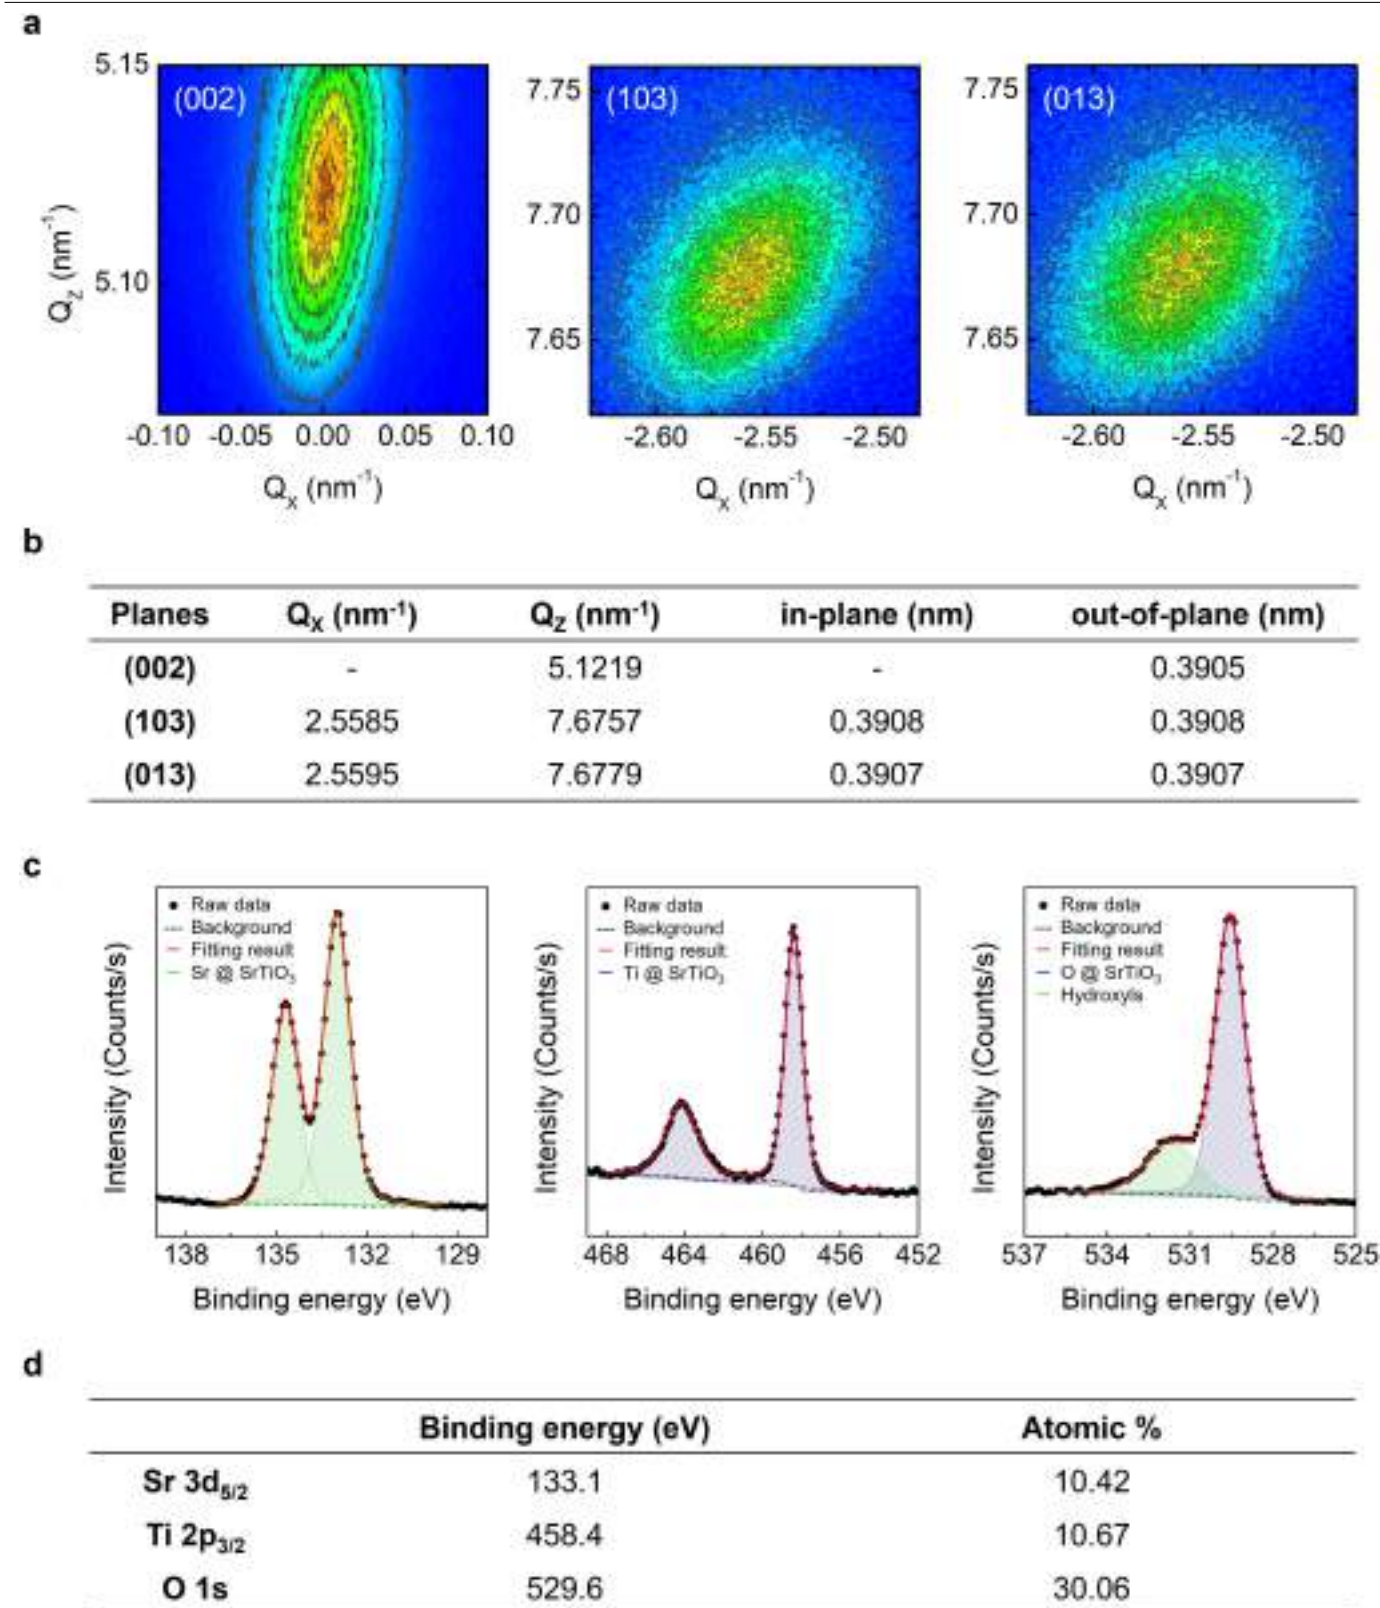 a
(002)
5.15
5.10
Q_Z (nm⁻¹)
-0.10 -0.05 0.00 0.05 0.10
Q_X (nm⁻¹)
(103)
7.75
7.70
7.65
-2.60 -2.55 -2.50
Q_X (nm⁻¹)
(013)
7.75
7.70
7.65
-2.60 -2.55 -2.50
Q_X (nm⁻¹)
b
Planes Q_X (nm⁻¹) Q_Z (nm⁻¹) in-plane (nm) out-of-plane (nm)
(002) - 5.1219 - 0.3905
(103) 2.5585 7.6757 0.3908 0.3908
(013) 2.5595 7.6779 0.3907 0.3907
c
Raw data
Background
Fitting result
Sr @ SrTiO₃
Intensity (Counts/s)
138 135 132 129
Binding energy (eV)
Raw data
Background
Fitting result
Ti @ SrTiO₃
Intensity (Counts/s)
468 464 460 456 452
Binding energy (eV)
Raw data
Background
Fitting result
O @ SrTiO₃
Hydroxyls
Intensity (Counts/s)
537 534 531 528 525
Binding energy (eV)
d
Binding energy (eV) Atomic %
Sr 3d₅/₂ 133.1 10.42
Ti 2p₃/₂ 458.4 10.67
O 1s 529.6 30.06